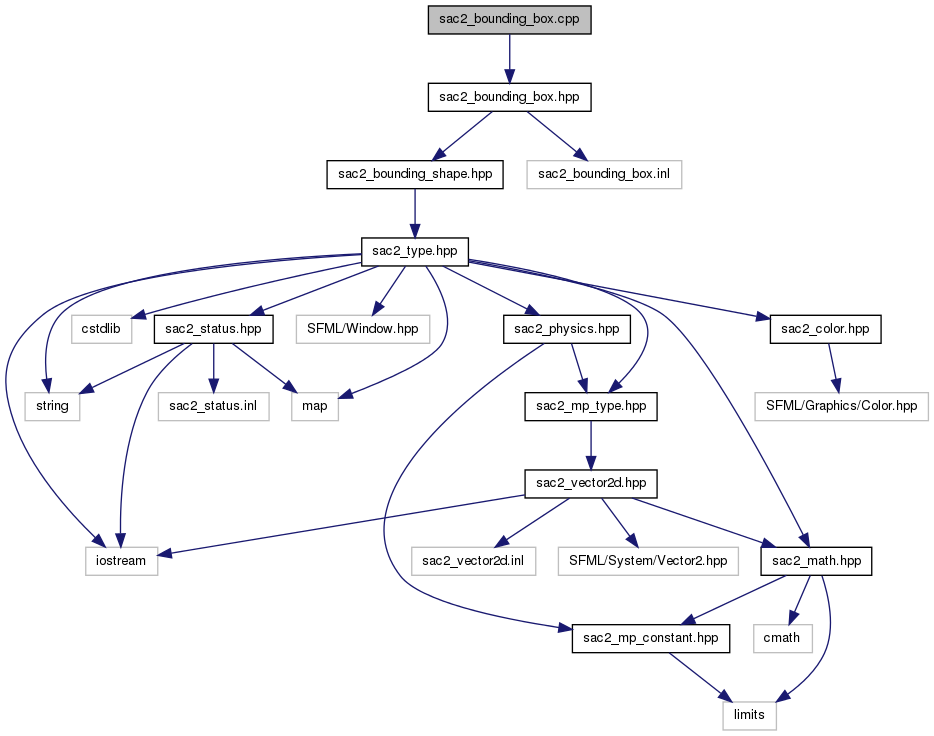 sac2_bounding_box.cpp
sac2_bounding_box.hpp
sac2_bounding_shape.hpp
sac2_bounding_box.inl
sac2_type.hpp
cstdlib
sac2_status.hpp
SFML/Window.hpp
sac2_physics.hpp
sac2_color.hpp
string
sac2_status.inl
map
sac2_mp_type.hpp
SFML/Graphics/Color.hpp
sac2_vector2d.hpp
iostream
sac2_vector2d.inl
SFML/System/Vector2.hpp
sac2_math.hpp
sac2_mp_constant.hpp
cmath
limits